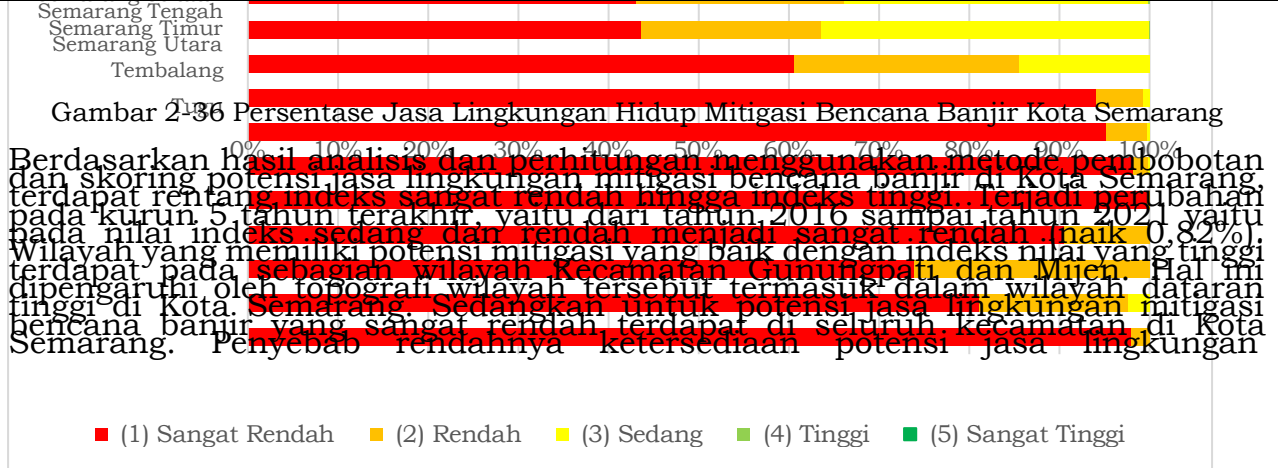 Semarang Tengah
Semarang Timur
Semarang Utara
Tembalang
Tugu
Gambar 2-36 Persentase Jasa Lingkungan Hidup Mitigasi Bencana Banjir Kota Semarang
0% 10% 20% 30% 40% 50% 60% 70% 80% 90% 100%
Berdasarkan hasil analisis dan perhitungan menggunakan metode pembobotan
dan skoring potensi jasa lingkungan mitigasi bencana banjir di Kota Semarang,
terdapat rentang indeks sangat rendah hingga indeks tinggi. Terjadi perubahan
pada kurun 5 tahun terakhir, yaitu dari tahun 2016 sampai tahun 2021 yaitu
pada nilai indeks sedang dan rendah menjadi sangat rendah (naik 0,82%).
Wilayah yang memiliki potensi mitigasi yang baik dengan indeks nilai yang tinggi
terdapat pada sebagian wilayah Kecamatan Gunungpati dan Mijen. Hal ini
dipengaruhi oleh topografi wilayah tersebut termasuk dalam wilayah dataran
tinggi di Kota Semarang. Sedangkan untuk potensi jasa lingkungan mitigasi
bencana banjir yang sangat rendah terdapat di seluruh kecamatan di Kota
Semarang. Penyebab rendahnya ketersediaan potensi jasa lingkungan
(1) Sangat Rendah (2) Rendah (3) Sedang (4) Tinggi (5) Sangat Tinggi